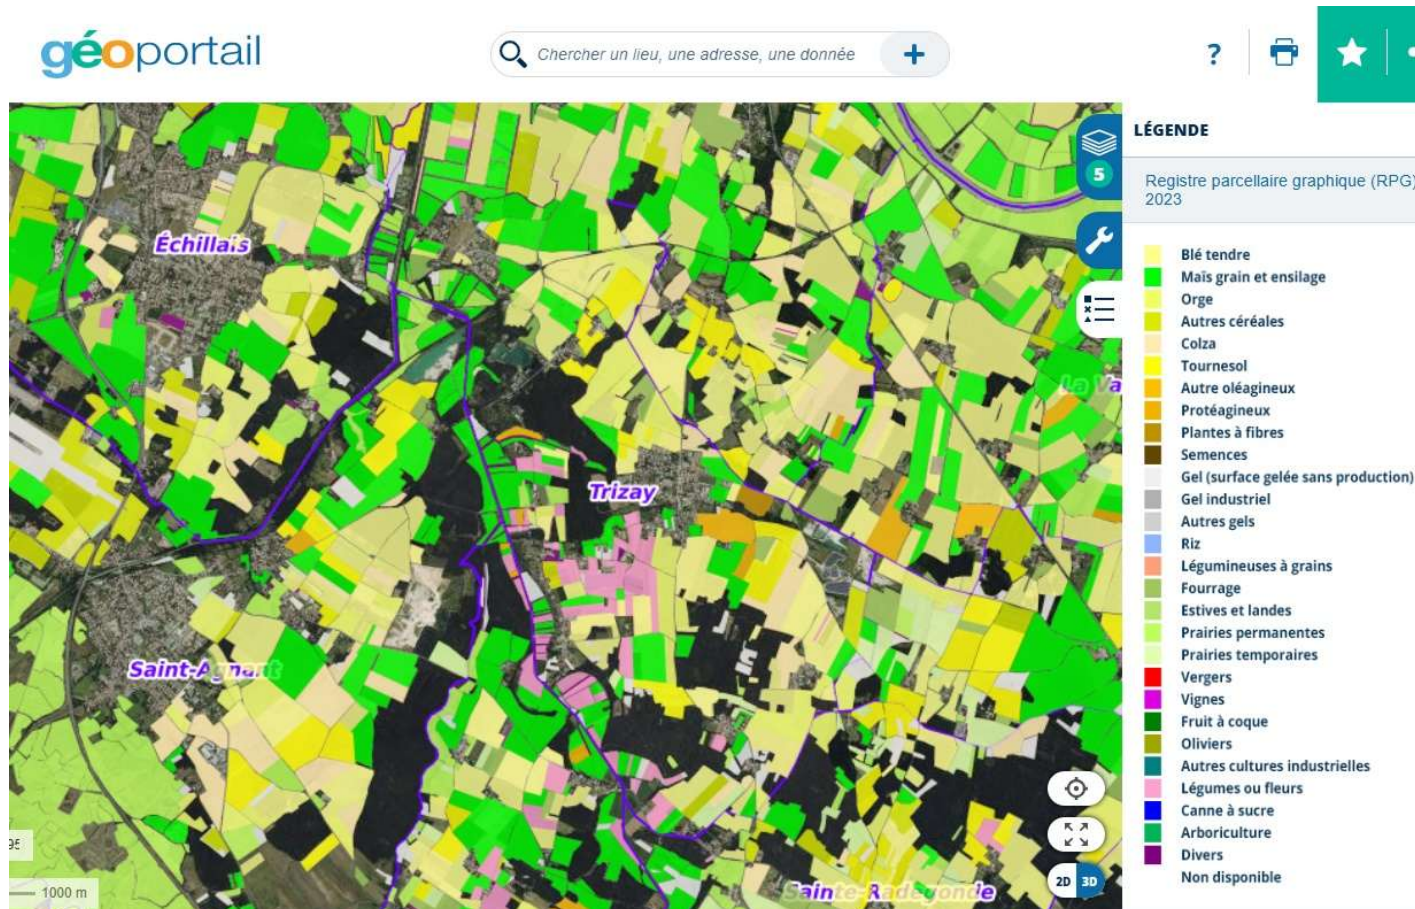 géoportail
Chercher un lieu, une adresse, une donnée
+
?
LÉGENDE
5
Registre parcellaire graphique (RPG)
2023
Échillais
Blé tendre
Maïs grain et ensilage
Orge
Autres céréales
Colza
Tournesol
La Va
Autre oléagineux
Protéagineux
Plantes à fibres
Semences
Gel (surface gelée sans production)
Trizay
Gel industriel
Autres gels
Riz
Légumineuses à grains
Fourrage
Estives et landes
Prairies permanentes
Prairies temporaires
Saint-Agnant
Vergers
Vignes
Fruit à coque
Oliviers
Autres cultures industrielles
Légumes ou fleurs
Canne à sucre
Arboriculture
Divers
Non disponible
2D 3D
1000 m
Sainte-Radegonde